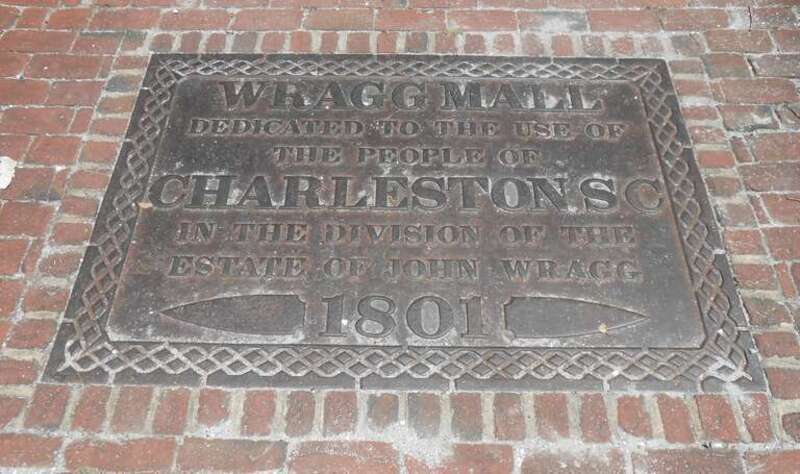 WRAGG MALL
DEDICATED TO THE USE OF
THE PEOPLE OF
CHARLESTON S C
IN THE DIVISION OF THE
ESTATE OF JOHN WRAGG
1801